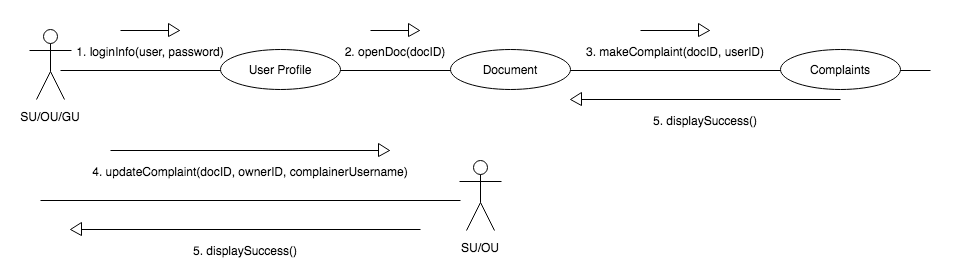 1. loginInfo(user, password)
2. openDoc(docID)
3. makeComplaint(docID, userID)
User Profile
Document
Complaints
SU/OU/GU
5. displaySuccess()
4. updateComplaint(docID, ownerID, complainerUsername)
5. displaySuccess()
SU/OU